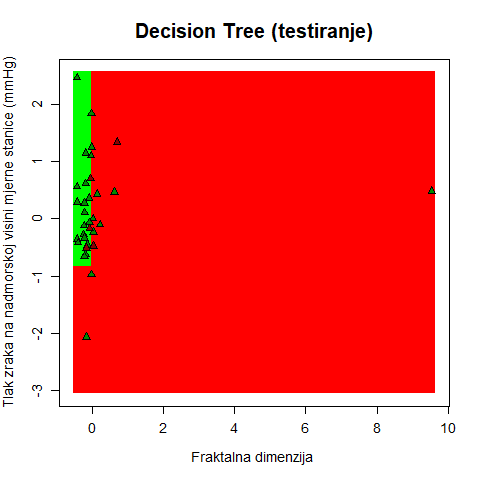 Decision Tree (testiranje)
Tlak zraka na nadmorskoj visini mjerne stanice (mmHg)
2
1
0
-1
-2
-3
0 2 4 6 8 10
Fraktalna dimenzija